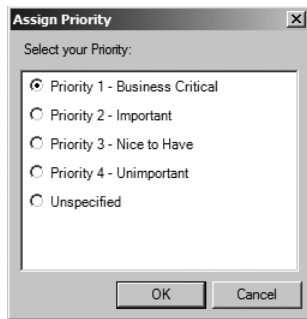 Assign Priority
Select your Priority:
Priority 1 - Business Critical
Priority 2 - Important
Priority 3 - Nice to Have
Priority 4 - Unimportant
Unspecified
OK Cancel